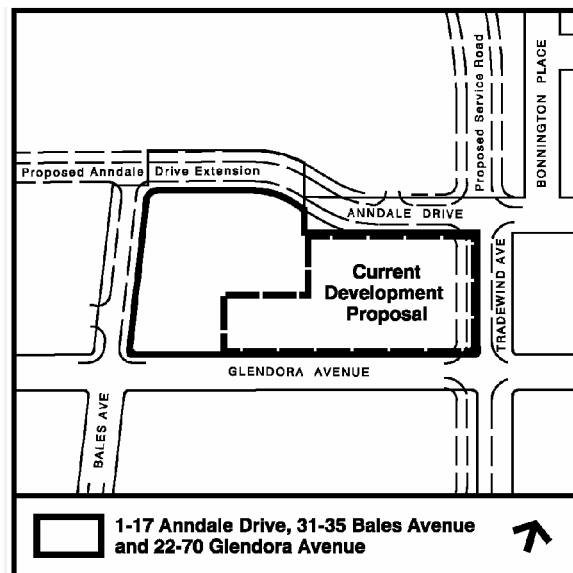 Proposed Service Road
BONNINGTON PLACE
Proposed Anndale Drive Extension
ANNDALE DRIVE
TRADEWIND AVE
Current
Development
Proposal
GLENDORA AVENUE
BALES AVE
1-17 Anndale Drive, 31-35 Bales Avenue
and 22-70 Glendora Avenue